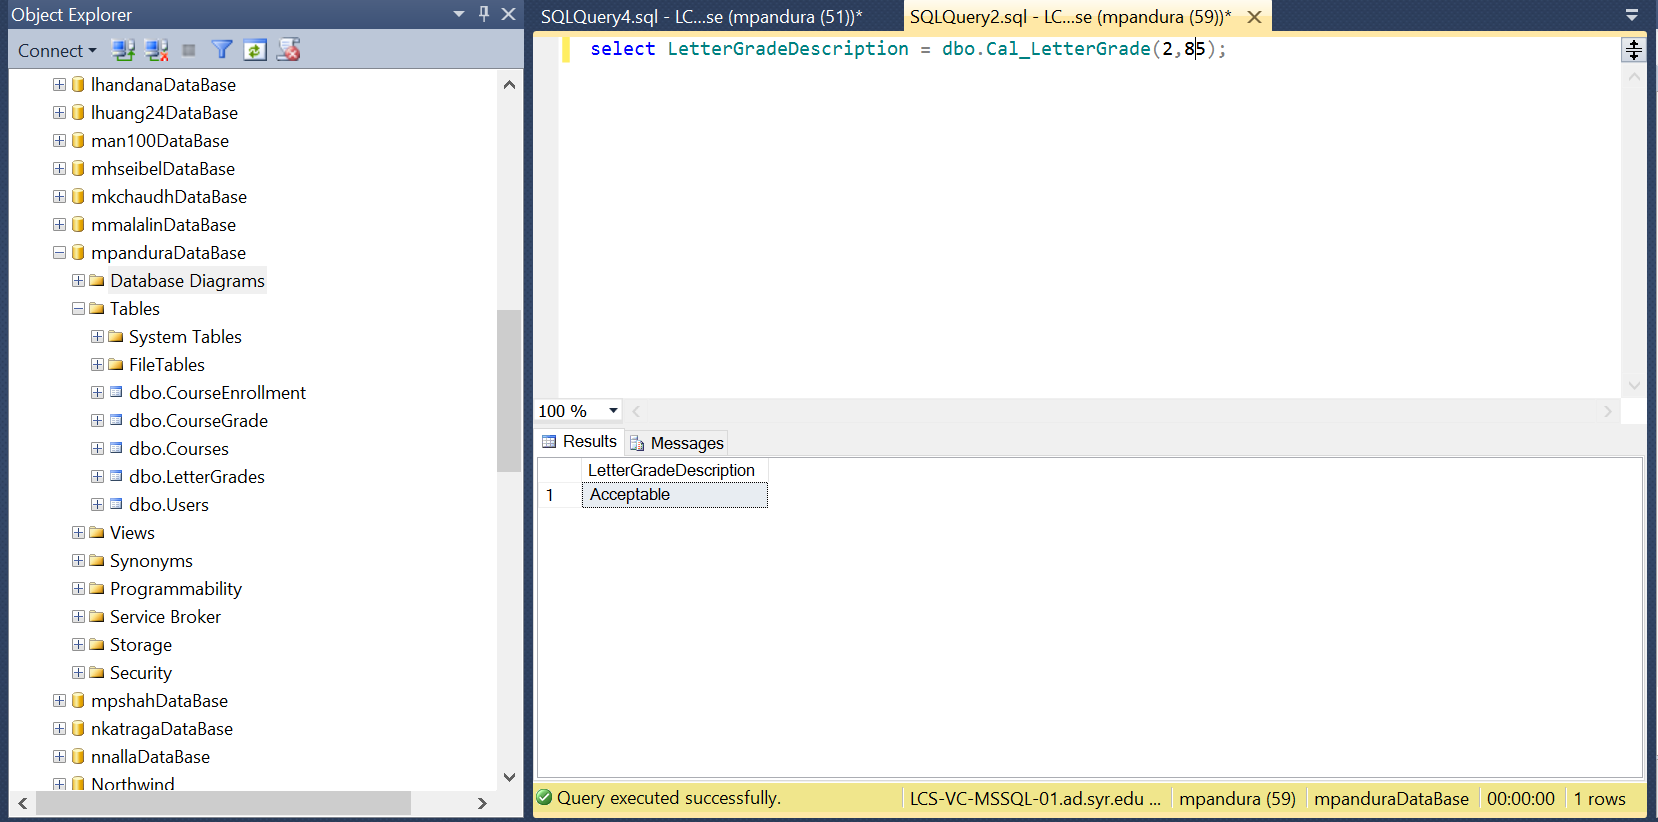 Object Explorer
Connect
lhandanaDataBase
lhuang24DataBase
man100DataBase
mhseibelDataBase
mkchaudhDataBase
mmalalinDataBase
mpanduraDataBase
Database Diagrams
Tables
System Tables
FileTables
dbo.CourseEnrollment
dbo.CourseGrade
dbo.Courses
dbo.LetterGrades
dbo.Users
Views
Synonyms
Programmability
Service Broker
Storage
Security
mpshahDataBase
nkatragaDataBase
nnallaDataBase
Northwind
SQLQuery4.sql - LC...se (mpandura (51))* SQLQuery2.sql - LC...se (mpandura (59))*
select LetterGradeDescription = dbo.Cal_LetterGrade(2,85);
100 %
Results Messages
LetterGradeDescription
1 Acceptable
Query executed successfully. LCS-VC-MSSQL-01.ad.syr.edu ... mpandura (59) mpanduraDataBase 00:00:00 1 rows